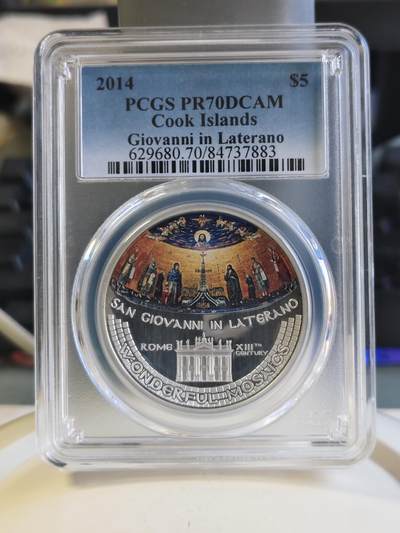 2014 $5
PCGS PR70DCAM
Cook Islands
Giovanni in Laterano
629680.70/84737883
SAN GIOVANNI IN LATERANO
ROME XIIITH
CENTURY
WONDERFUL MOSAICS